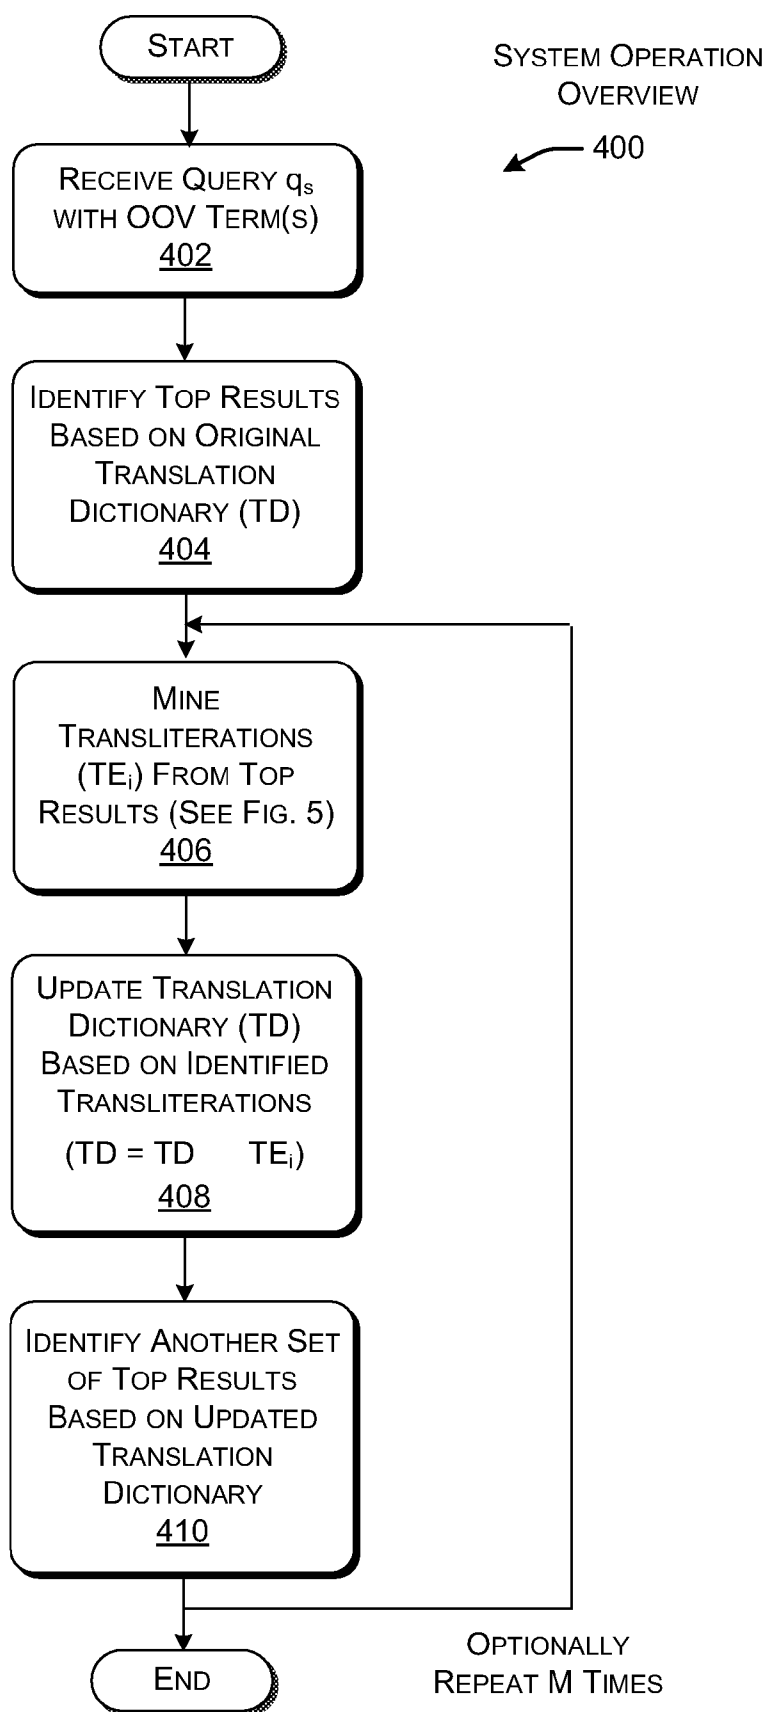 START
SYSTEM OPERATION
OVERVIEW
400
RECEIVE QUERY qs
WITH OOV TERM(S)
402
IDENTIFY TOP RESULTS
BASED ON ORIGINAL
TRANSLATION
DICTIONARY (TD)
404
MINE
TRANSLITERATIONS
(TEi) FROM TOP
RESULTS (SEE FIG. 5)
406
UPDATE TRANSLATION
DICTIONARY (TD)
BASED ON IDENTIFIED
TRANSLITERATIONS
(TD = TD TEi)
408
IDENTIFY ANOTHER SET
OF TOP RESULTS
BASED ON UPDATED
TRANSLATION
DICTIONARY
410
OPTIONALLY
REPEAT M TIMES
END